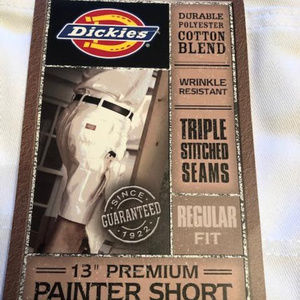 Dickies
DURABLE
POLYESTER
COTTON
BLEND
WRINKLE
RESISTANT
TRIPLE
STITCHED
SEAMS
SINCE
GUARANTEED
1922
REGULAR
FIT
13" PREMIUM
PAINTER SHORT